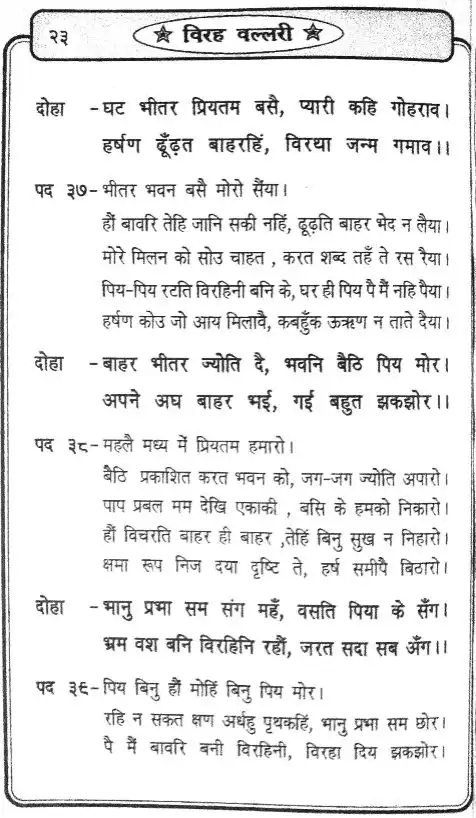 २३ ☆ विरह वल्लरी ☆
दोहा -घट भीतर प्रियतम बसै, प्यारी कहि गोहराव।
हर्षण ढूँढ़त बाहरहिं, विरथा जन्म गमाव।।
पद ३७-भीतर भवन बसै मोरो सैंया।
हौं बावरि तेहि जानि सकी नहिं, ढूढ़ति बाहर भेद न लैया।
मोरे मिलन को सोउ चाहत , करत शब्द तहँ ते रस रैया।
पिय-पिय रटति विरहिनी बनि के, घर ही पिय पै मैं नहि पैया।
हर्षण कोउ जो आय मिलावै, कबहुँक ऊऋण न ताते दैया।
दोहा -बाहर भीतर ज्योति दै, भवनि बैठि पिय मोर।
अपने अघ बाहर भई, गई बहुत झकझोर।।
पद ३८-महलै मध्य में प्रियतम हमारो।
बैठि प्रकाशित करत भवन को, जग-जग ज्योति अपारो।
पाप प्रबल मम देखि एकाकी , बसि के हमको निकारो।
हौं विचरति बाहर ही बाहर ,तेहिं बिनु सुख न निहारो।
क्षमा रूप निज दया दृष्टि ते, हर्ष समीपै बिठारो।
दोहा -भानु प्रभा सम संग महँ, वसति पिया के सँग।
भ्रम वश बनि विरहिनि रहौं, जरत सदा सब अँग।।
पद ३९-पिय बिनु हौं मोहिं बिनु पिय मोर।
रहि न सकत क्षण अर्धहु पृथकहिं, भानु प्रभा सम छोर।
पै मैं बावरि बनी विरहिनी, विरहा दिय झकझोर।